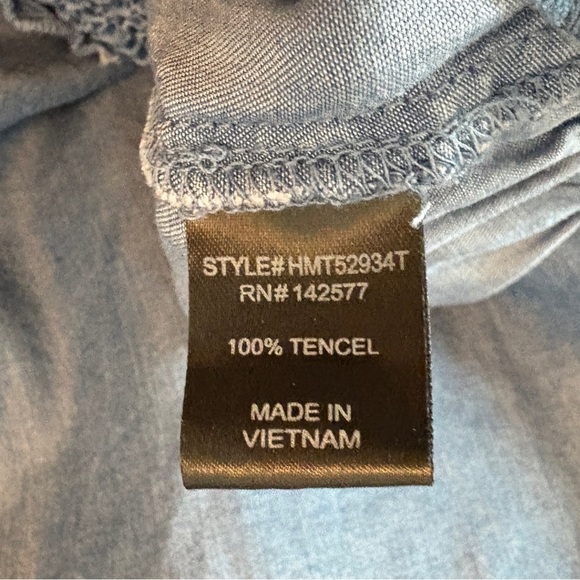 STYLE# HMT52934T
RN# 142577
100% TENCEL
MADE IN
VIETNAM